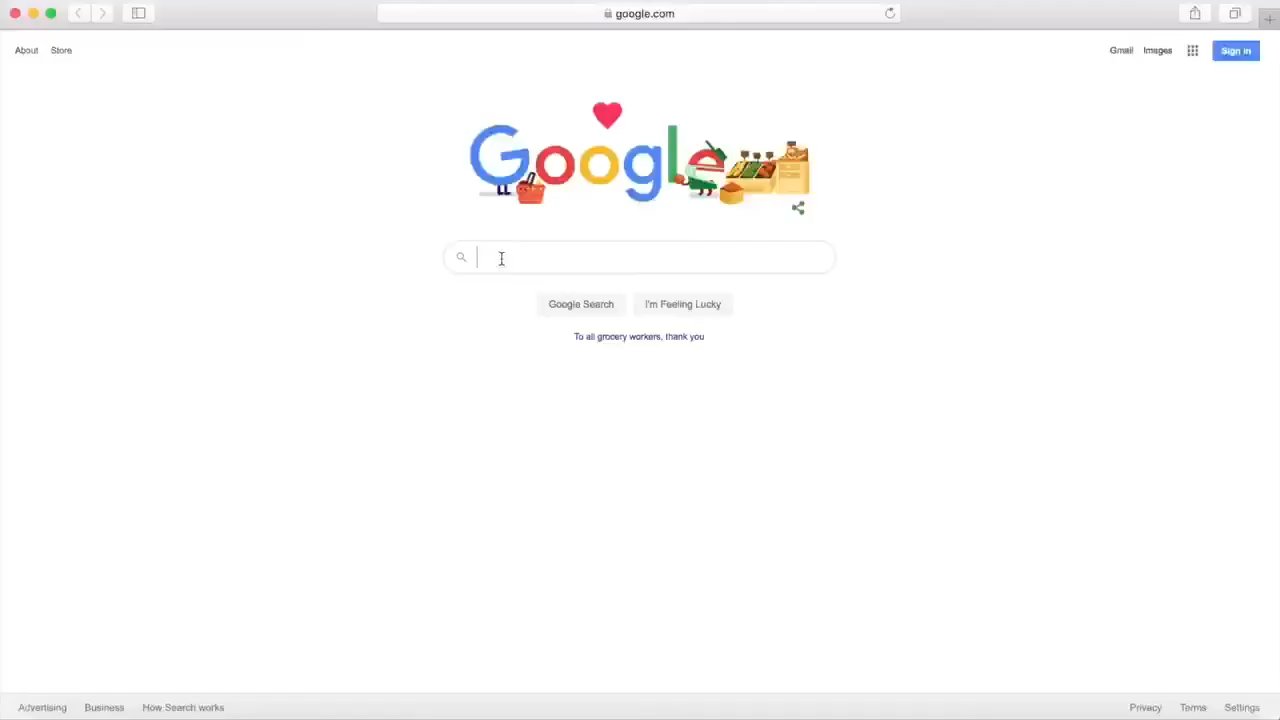 google.com
About Store
Gmail Images Sign in
Google
Google Search I'm Feeling Lucky
To all grocery workers, thank you
Advertising Business How Search works
Privacy Terms Settings